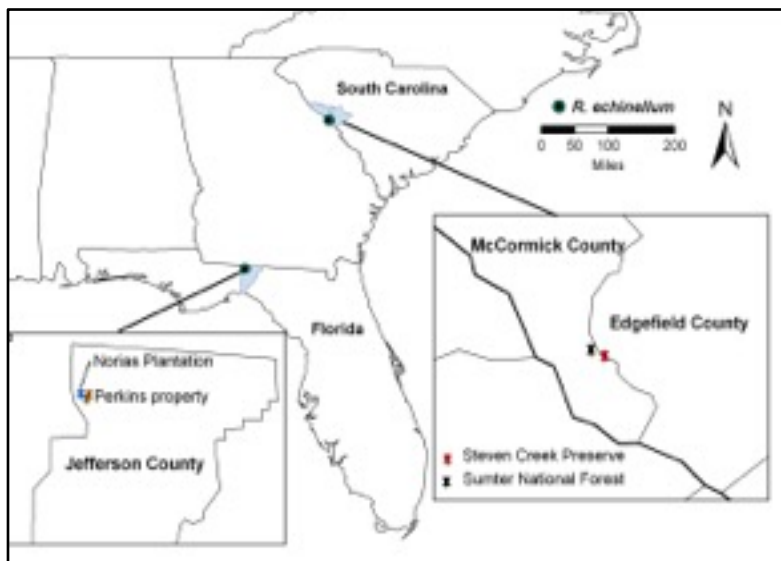 South Carolina
R. echinellum
N
0 50 100 200
Miles
McCormick County
Edgefield County
Florida
Norias Plantation
Perkins property
Jefferson County
Steven Creek Preserve
Sumter National Forest